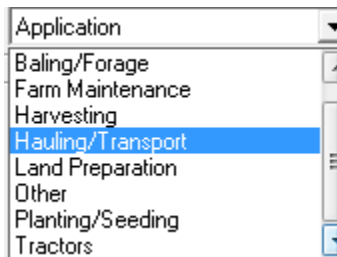 Application
Baling/Forage
Farm Maintenance
Harvesting
Hauling/Transport
Land Preparation
Other
Planting/Seeding
Tractors